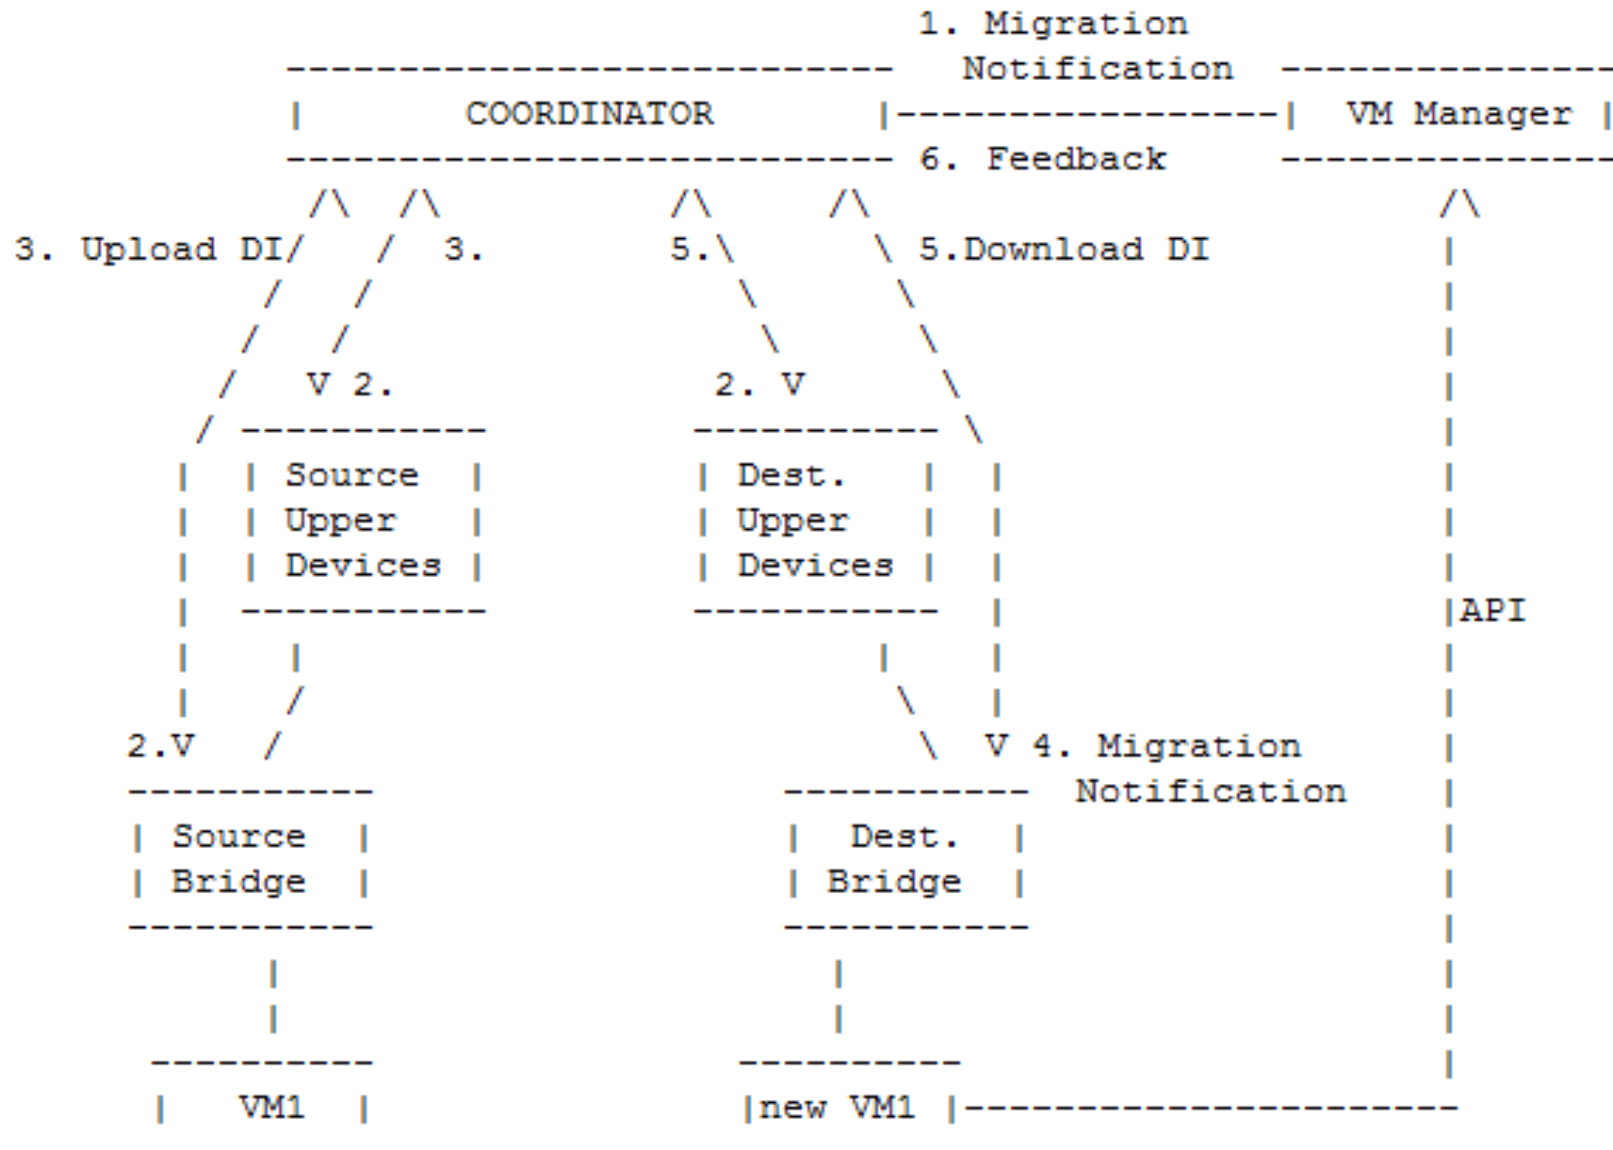 1. Migration
---------------------------   Notification  ---------------
|       COORDINATOR       |-----------------|  VM Manager |
--------------------------- 6. Feedback     ---------------
/\  /\          /\     /\                         /\
3. Upload DI/   /  3.        5.\      \ 5.Download DI          |
/   /                 \      \                       |
/   /                   \      \                      |
/   V 2.              2. V      \                     |
/ -----------         ----------- \                    |
|  | Source  |         | Dest.   |  |                   |
|  | Upper   |         | Upper   |  |                   |
|  | Devices |         | Devices |  |                   |
|  -----------         -----------  |                   |API
|    |                         |    |                   |
|    /                          \   |                   |
2.V   /                            \  V 4. Migration      |
-----------                  -----------  Notification    |
| Source  |                  |  Dest.  |                  |
| Bridge  |                  | Bridge  |                  |
-----------                  -----------                  |
|                        |                          |
|                        |                          |
----------                ----------                     |
|   VM1  |                |new VM1 |----------------------